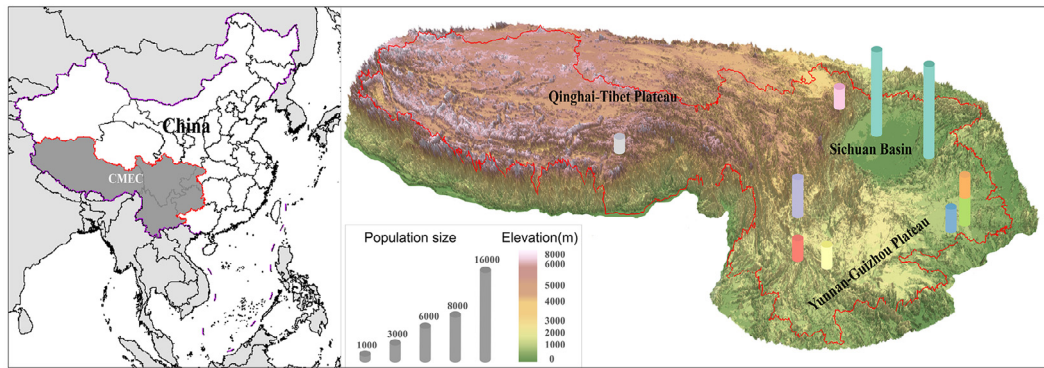 China
CMEC
Qinghai-Tibet Plateau
Sichuan Basin
Yunnan-Guizhou Plateau
Population size
1000
3000
6000
8000
16000
Elevation(m)
8000
6000
5000
4000
3000
2000
1000
0